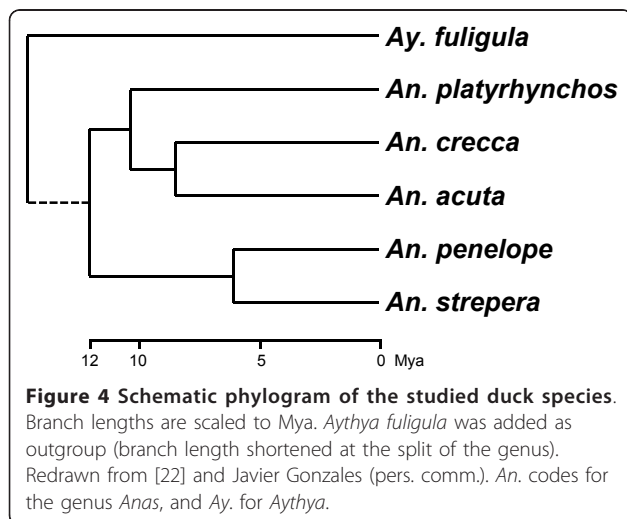 Ay. fuligula
An. platyrhynchos
An. crecca
An. acuta
An. penelope
An. strepera
12 10 5 0 Mya
Figure 4 Schematic phylogram of the studied duck species.
Branch lengths are scaled to Mya. Aythya fuligula was added as
outgroup (branch length shortened at the split of the genus).
Redrawn from [22] and Javier Gonzales (pers. comm.). An. codes for
the genus Anas, and Ay. for Aythya.